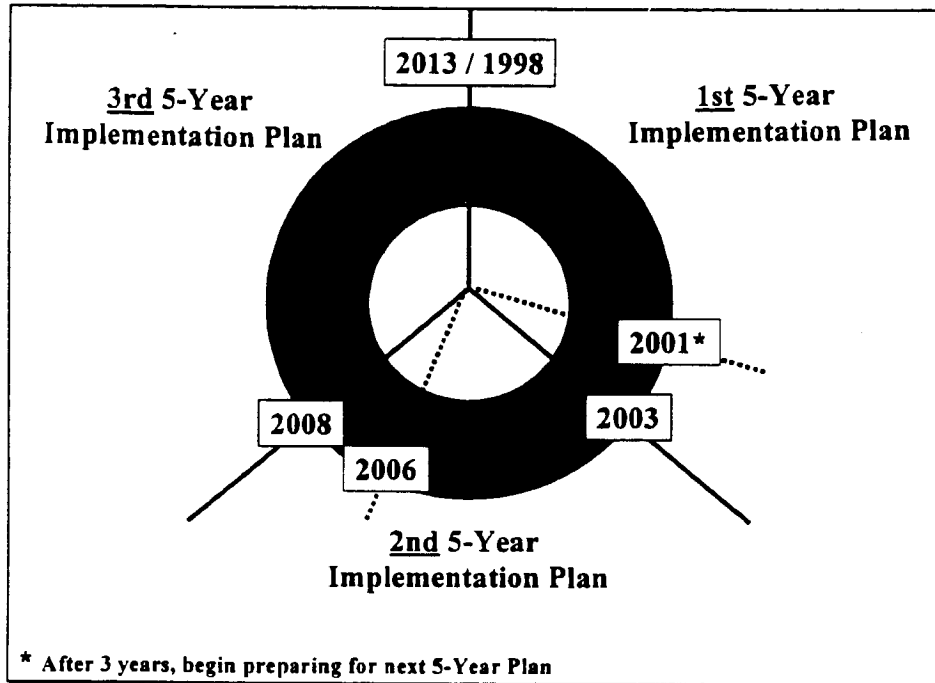 2013 / 1998
3rd 5-Year
Implementation Plan
1st 5-Year
Implementation Plan
2001*
2003
2008
2006
2nd 5-Year
Implementation Plan
* After 3 years, begin preparing for next 5-Year Plan